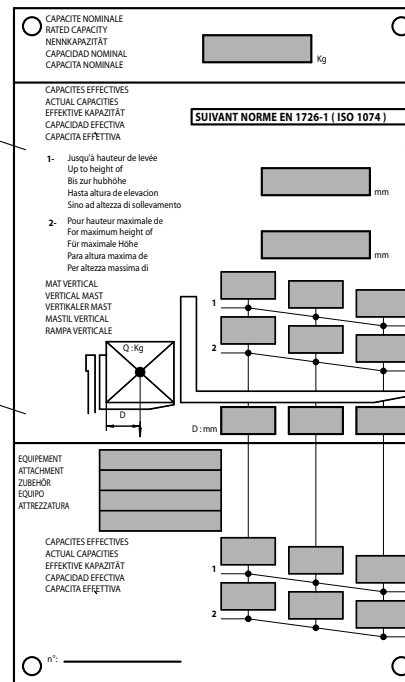 CAPACITE NOMINALE
RATED CAPACITY
NENNKAPAZITÄT
CAPACIDAD NOMINAL
CAPACITA NOMINALE
Kg
CAPACITES EFFECTIVES
ACTUAL CAPACITIES
EFFEKTIVE KAPAZITÄT
CAPACIDAD EFECTIVA
CAPACITA EFFETTIVA
SUIVANT NORME EN 1726-1 ( ISO 1074 )
1- Jusqu'à hauteur de levée
Up to height of
Bis zur hubhöhe
Hasta altura de elevacion
Sino ad altezza di sollevamento
mm
2- Pour hauteur maximale de
For maximum height of
Für maximale Höhe
Para altura maxima de
Per altezza massima di
mm
MAT VERTICAL
VERTICAL MAST
VERTIKALER MAST
MASTIL VERTICAL
RAMPA VERTICALE
1
2
Q : Kg
D
D : mm
EQUIPEMENT
ATTACHMENT
ZUBEHÖR
EQUIPO
ATTREZZATURA
CAPACITES EFFECTIVES
ACTUAL CAPACITIES
EFFEKTIVE KAPAZITÄT
CAPACIDAD EFECTIVA
CAPACITA EFFETTIVA
1
2
n°: